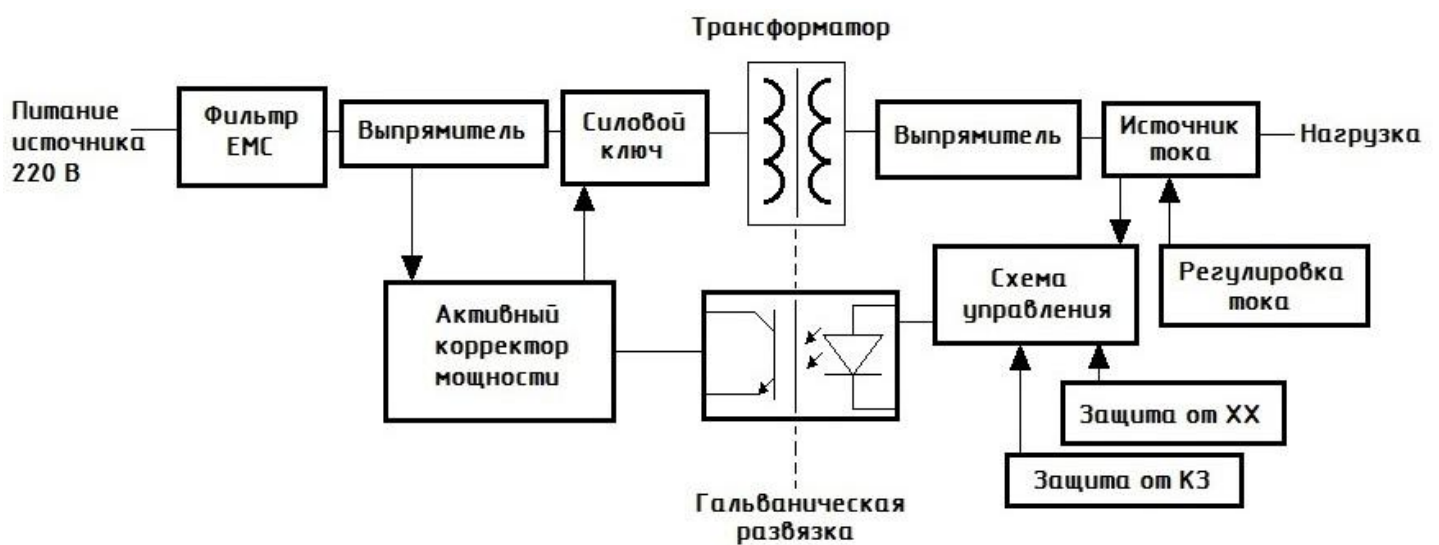 Трансформатор
Питание
источника
220 В
Фильтр
ЕМС
Выпрямитель
Силовой
ключ
Выпрямитель
Источник
тока
Нагрузка
Активный
корректор
мощности
Схема
управления
Регулировка
тока
Защита от ХХ
Защита от КЗ
Гальваническая
развязка